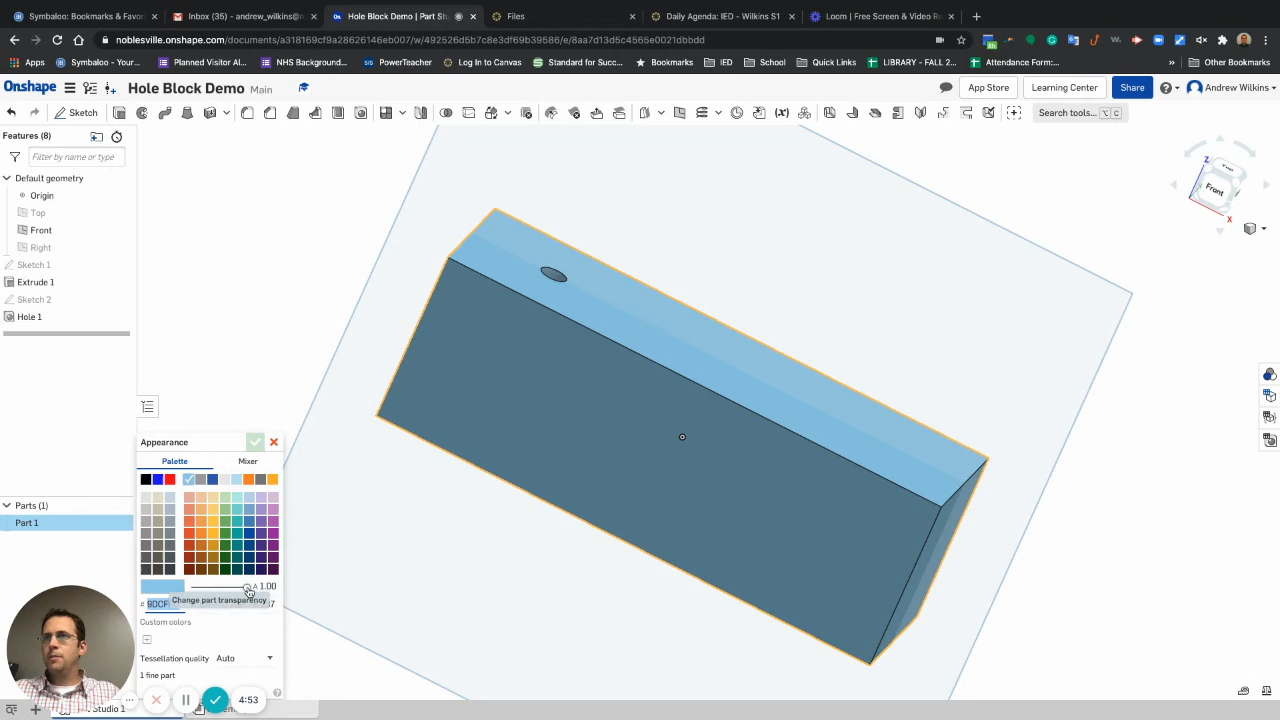 Symbaloo: Bookmarks & Favor
Inbox (35) - andrew_wilkins@n
Hole Block Demo | Part Stu
Files
Daily Agenda: IED - Wilkins S1
Loom | Free Screen & Video Re
noblesville.onshape.com/documents/a318169cf9a28626146eb007/w/492526d5b7c8e3df69b39586/e/8aa7d13d5c4565e0021dbbdd
Apps
Symbaloo - Your...
Planned Visitor Al...
NHS Background...
SIS PowerTeacher
Log In to Canvas
Standard for Succ...
Bookmarks
IED
School
Quick Links
LIBRARY - FALL 2...
Attendance Form:...
»
Other Bookmarks
Onshape
Hole Block Demo Main
App Store
Learning Center
Share
Andrew Wilkins
Sketch
Search tools... ⌥ C
Features (8)
Filter by name or type
Default geometry
Origin
Top
Front
Right
Sketch 1
Extrude 1
Sketch 2
Hole 1
Z
Front
X
Appearance
Palette
Mixer
Parts (1)
Part 1
A 1.00
Change part transparency
Custom colors
Tessellation quality Auto
1 fine part
4:53